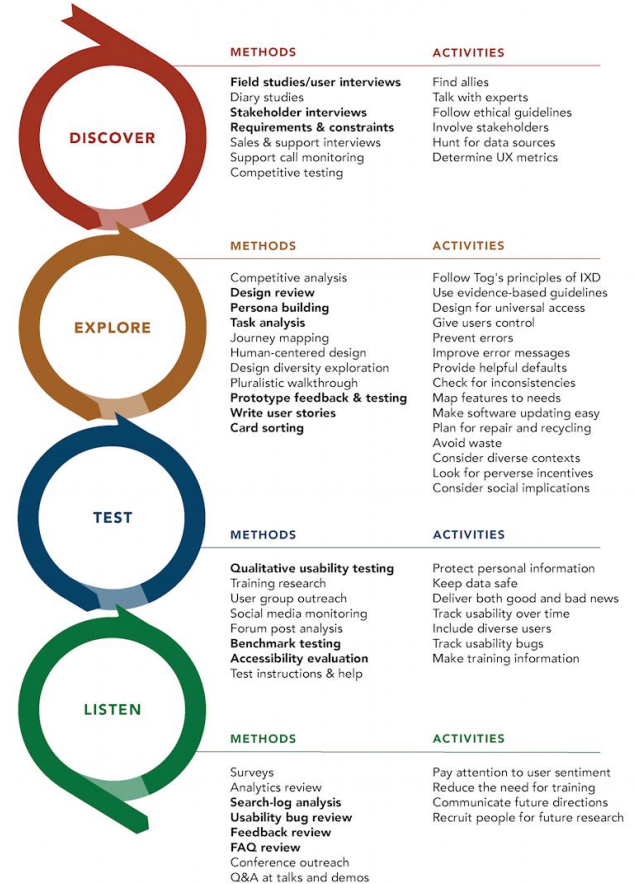 DISCOVER
METHODS
Field studies/user interviews
Diary studies
Stakeholder interviews
Requirements & constraints
Sales & support interviews
Support call monitoring
Competitive testing
ACTIVITIES
Find allies
Talk with experts
Follow ethical guidelines
Involve stakeholders
Hunt for data sources
Determine UX metrics
EXPLORE
METHODS
Competitive analysis
Design review
Persona building
Task analysis
Journey mapping
Human-centered design
Design diversity exploration
Pluralistic walkthrough
Prototype feedback & testing
Write user stories
Card sorting
ACTIVITIES
Follow Tog's principles of IXD
Use evidence-based guidelines
Design for universal access
Give users control
Prevent errors
Improve error messages
Provide helpful defaults
Check for inconsistencies
Map features to needs
Make software updating easy
Plan for repair and recycling
Avoid waste
Consider diverse contexts
Look for perverse incentives
Consider social implications
TEST
METHODS
Qualitative usability testing
Training research
User group outreach
Social media monitoring
Forum post analysis
Benchmark testing
Accessibility evaluation
Test instructions & help
ACTIVITIES
Protect personal information
Keep data safe
Deliver both good and bad news
Track usability over time
Include diverse users
Track usability bugs
Make training information
LISTEN
METHODS
Surveys
Analytics review
Search-log analysis
Usability bug review
Feedback review
FAQ review
Conference outreach
Q&A at talks and demos
ACTIVITIES
Pay attention to user sentiment
Reduce the need for training
Communicate future directions
Recruit people for future research